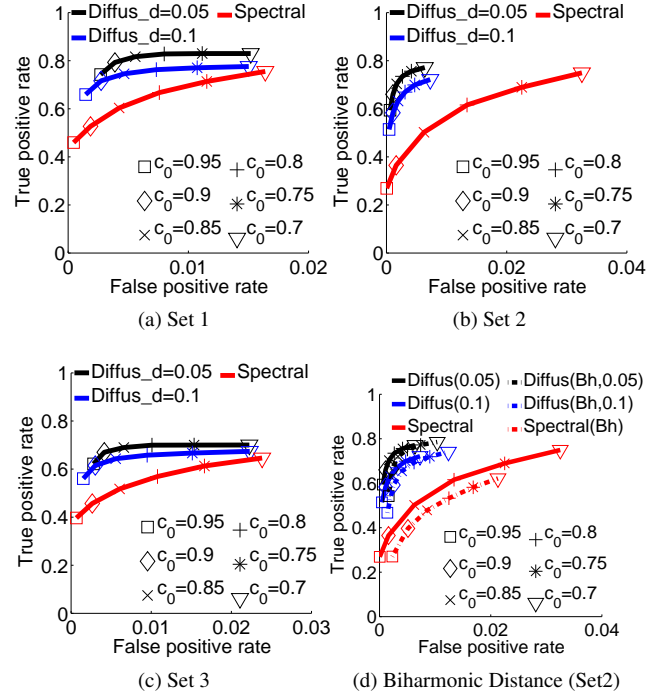 Diffus_d=0.05 Spectral
Diffus_d=0.1
True positive rate
1
0.8
0.6
0.4
0.2
0
c0=0.95 c0=0.8
c0=0.9 c0=0.75
c0=0.85 c0=0.7
0 0.01 0.02
False positive rate
(a) Set 1
Diffus_d=0.05 Spectral
Diffus_d=0.1
True positive rate
1
0.8
0.6
0.4
0.2
0
c0=0.95 c0=0.8
c0=0.9 c0=0.75
c0=0.85 c0=0.7
0 0.02 0.04
False positive rate
(b) Set 2
Diffus_d=0.05 Spectral
Diffus_d=0.1
True positive rate
1
0.8
0.6
0.4
0.2
0
c0=0.95 c0=0.8
c0=0.9 c0=0.75
c0=0.85 c0=0.7
0 0.01 0.02 0.03
False positive rate
(c) Set 3
Diffus(0.05) Diffus(Bh,0.05)
Diffus(0.1) Diffus(Bh,0.1)
Spectral Spectral(Bh)
True positive rate
1
0.8
0.6
0.4
0.2
0
c0=0.95 c0=0.8
c0=0.9 c0=0.75
c0=0.85 c0=0.7
0 0.02 0.04
False positive rate
(d) Biharmonic Distance (Set2)